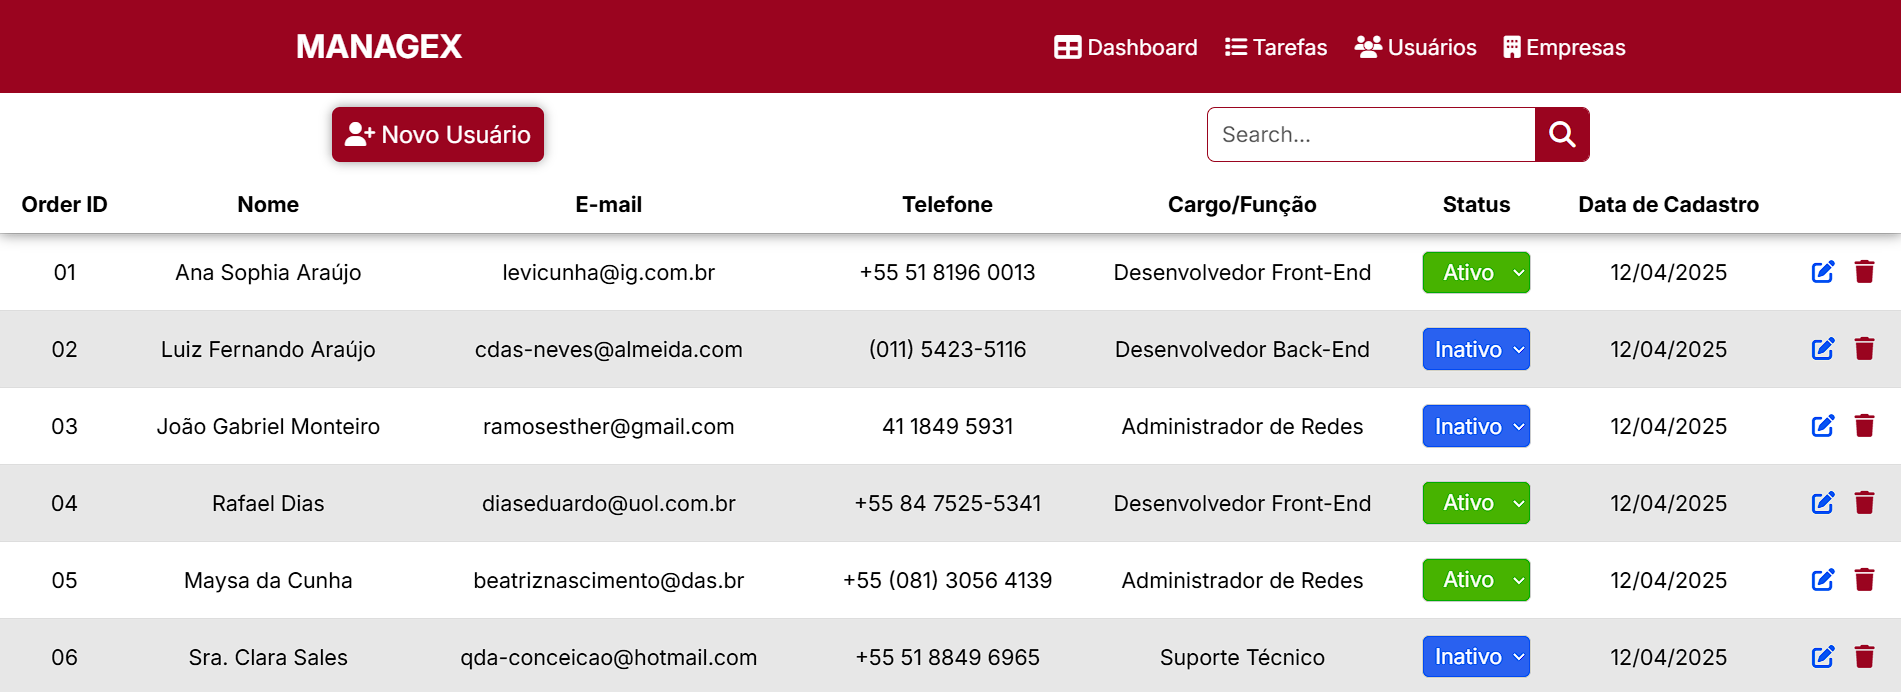 MANAGEX Dashboard Tarefas Usuários Empresas
Novo Usuário Search...
Order ID Nome E-mail Telefone Cargo/Função Status Data de Cadastro
01 Ana Sophia Araújo levicunha@ig.com.br +55 51 8196 0013 Desenvolvedor Front-End Ativo 12/04/2025
02 Luiz Fernando Araújo cdas-neves@almeida.com (011) 5423-5116 Desenvolvedor Back-End Inativo 12/04/2025
03 João Gabriel Monteiro ramosesther@gmail.com 41 1849 5931 Administrador de Redes Inativo 12/04/2025
04 Rafael Dias diaseduardo@uol.com.br +55 84 7525-5341 Desenvolvedor Front-End Ativo 12/04/2025
05 Maysa da Cunha beatriznascimento@das.br +55 (081) 3056 4139 Administrador de Redes Ativo 12/04/2025
06 Sra. Clara Sales qda-conceicao@hotmail.com +55 51 8849 6965 Suporte Técnico Inativo 12/04/2025